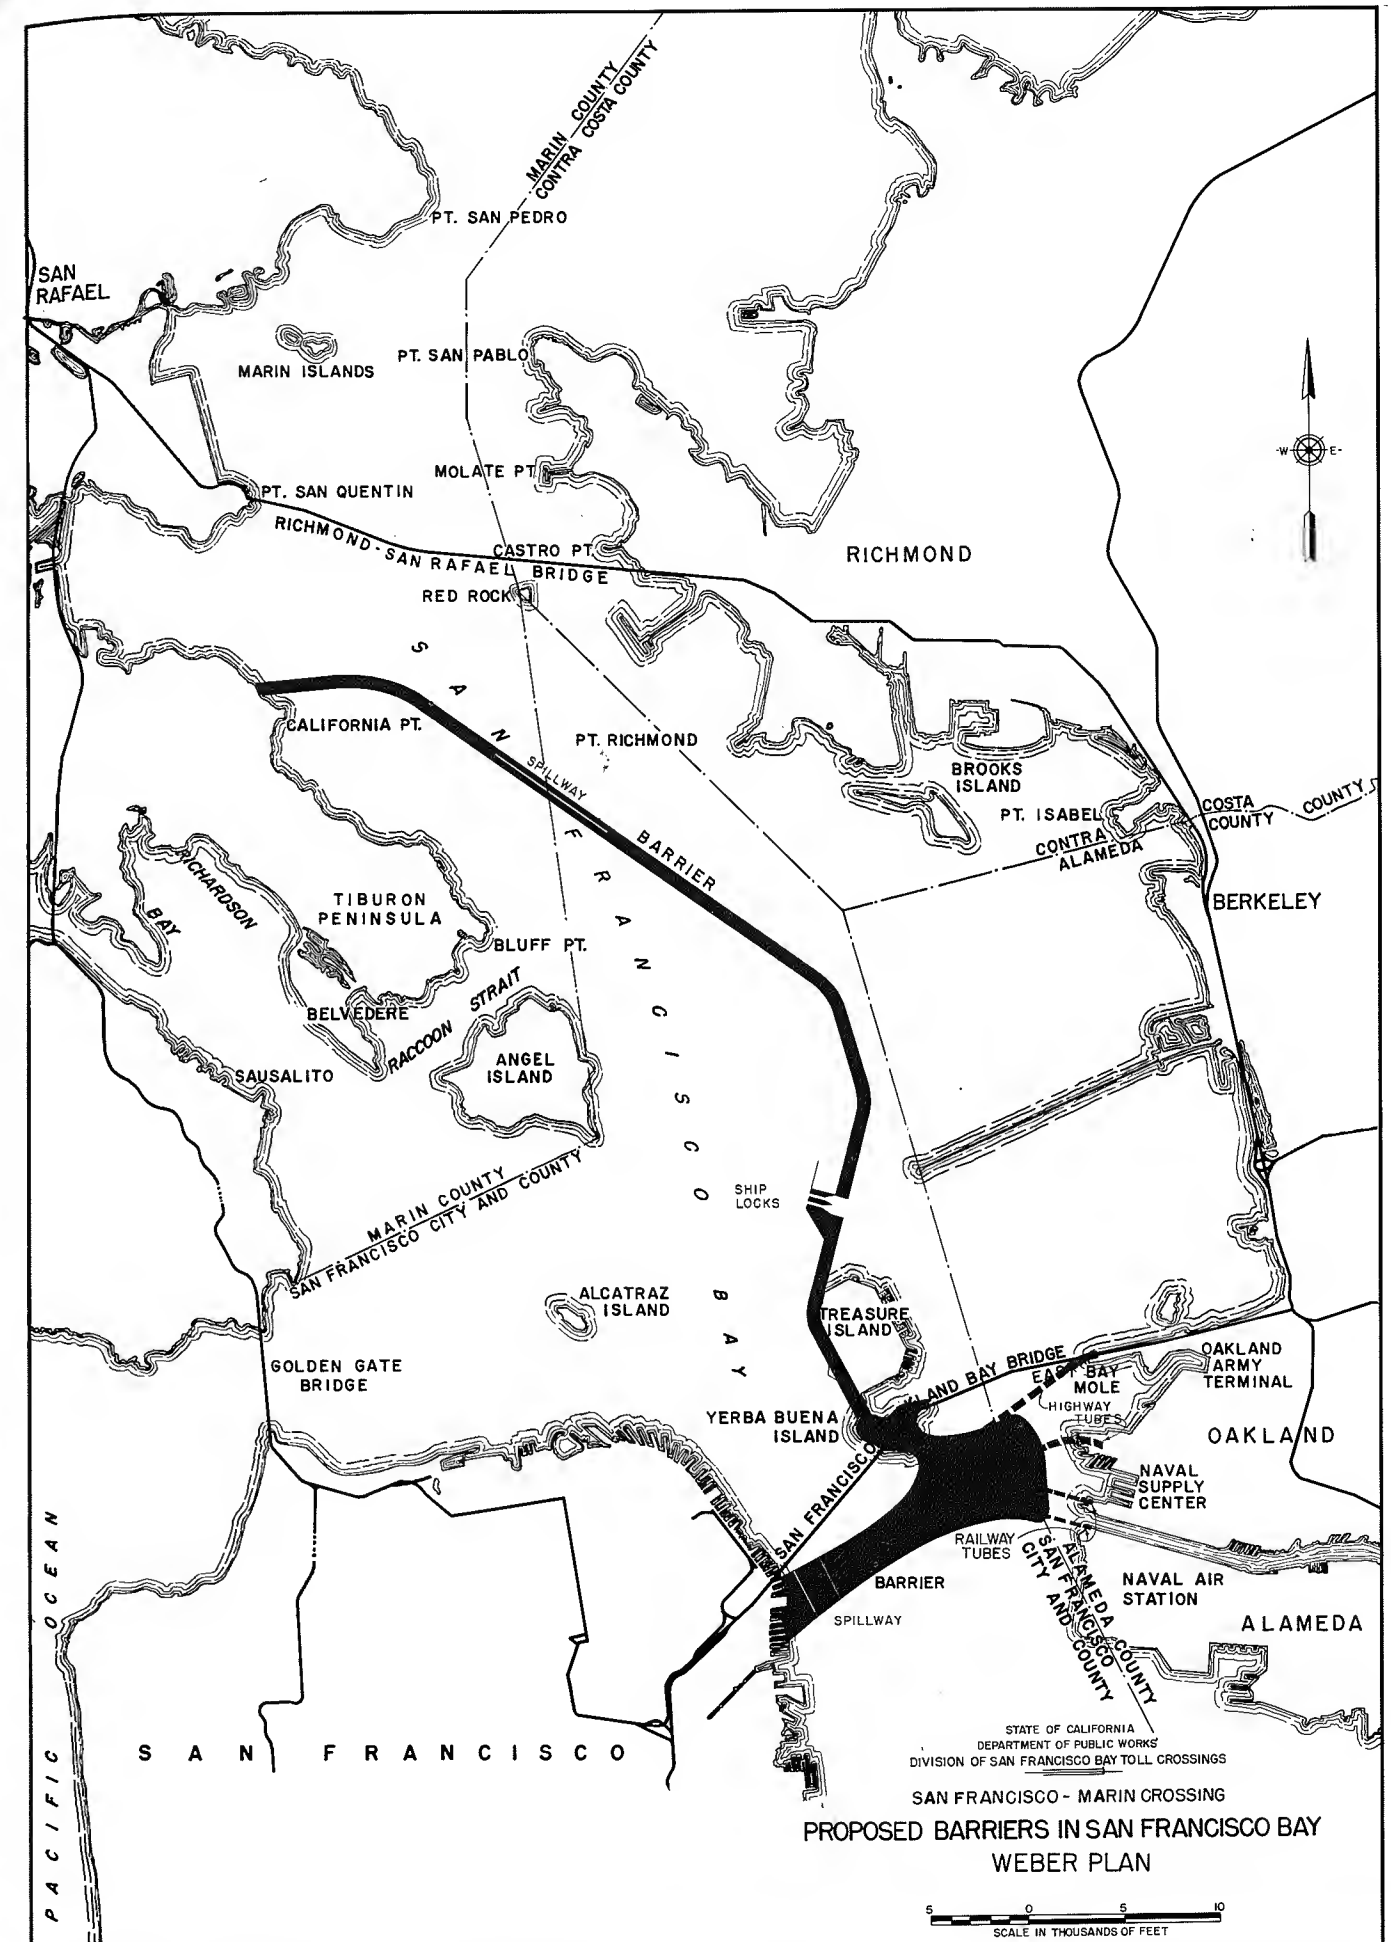 MARIN COUNTY
CONTRA COSTA COUNTY
PT. SAN PEDRO
SAN
RAFAEL
MARIN ISLANDS
PT. SAN PABLO
MOLATE PT.
PT. SAN QUENTIN
RICHMOND - SAN RAFAEL BRIDGE
CASTRO PT.
RED ROCK
RICHMOND
W E
SAN FRANCISCO BAY
CALIFORNIA PT.
PT. RICHMOND
SPILLWAY
BARRIER
BROOKS
ISLAND
PT. ISABEL
CONTRA COSTA COUNTY
ALAMEDA COUNTY
BERKELEY
RICHARDSON
BAY
TIBURON
PENINSULA
BLUFF PT.
BELVEDERE
RACCOON STRAIT
ANGEL
ISLAND
SAUSALITO
MARIN COUNTY
SAN FRANCISCO CITY AND COUNTY
SHIP
LOCKS
ALCATRAZ
ISLAND
TREASURE
ISLAND
GOLDEN GATE
BRIDGE
YERBA BUENA
ISLAND
SAN FRANCISCO
KLAND BAY BRIDGE
EAST BAY
MOLE
HIGHWAY
TUBES
OAKLAND
ARMY
TERMINAL
OAKLAND
NAVAL
SUPPLY
CENTER
RAILWAY
TUBES
NAVAL AIR
STATION
ALAMEDA
ALAMEDA COUNTY
SAN FRANCISCO
CITY AND COUNTY
BARRIER
SPILLWAY
PACIFIC OCEAN
SAN FRANCISCO
STATE OF CALIFORNIA
DEPARTMENT OF PUBLIC WORKS
DIVISION OF SAN FRANCISCO BAY TOLL CROSSINGS
SAN FRANCISCO - MARIN CROSSING
PROPOSED BARRIERS IN SAN FRANCISCO BAY
WEBER PLAN
5 0 5 10
SCALE IN THOUSANDS OF FEET